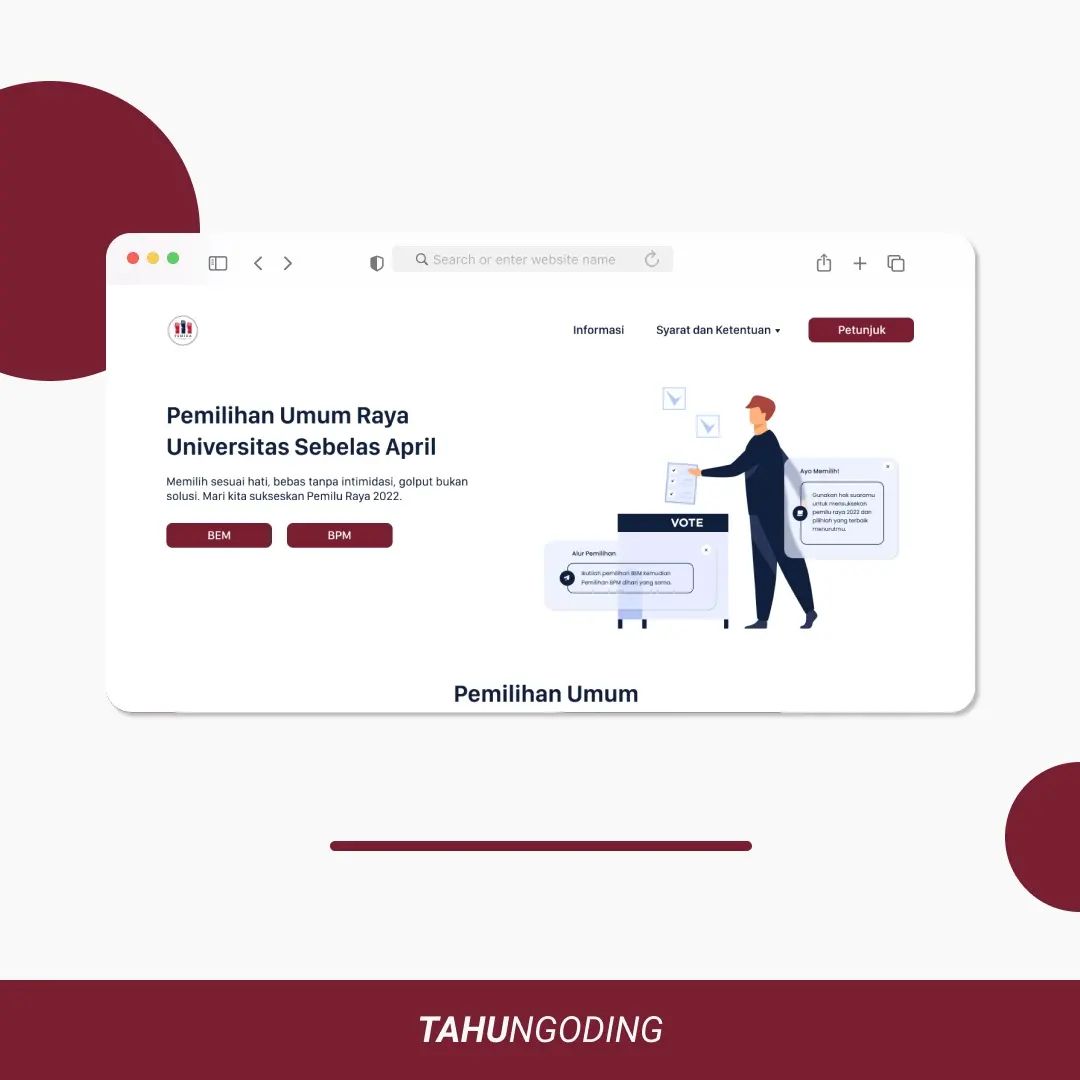 Search or enter website name
Informasi
Syarat dan Ketentuan
Petunjuk
Pemilihan Umum Raya
Universitas Sebelas April
Memilih sesuai hati, bebas tanpa intimidasi, golput bukan
solusi. Mari kita sukseskan Pemilu Raya 2022.
BEM
BPM
Ayo Memilih!
Gunakan hak suaramu
untuk mensukseskan
pemilu raya 2022 dan
pilihlah yang terbaik
menurutmu.
VOTE
Alur Pemilihan
Ikutilah pemilihan BEM kemudian
Pemilihan BPM dihari yang sama.
Pemilihan Umum
TAHUNGODING